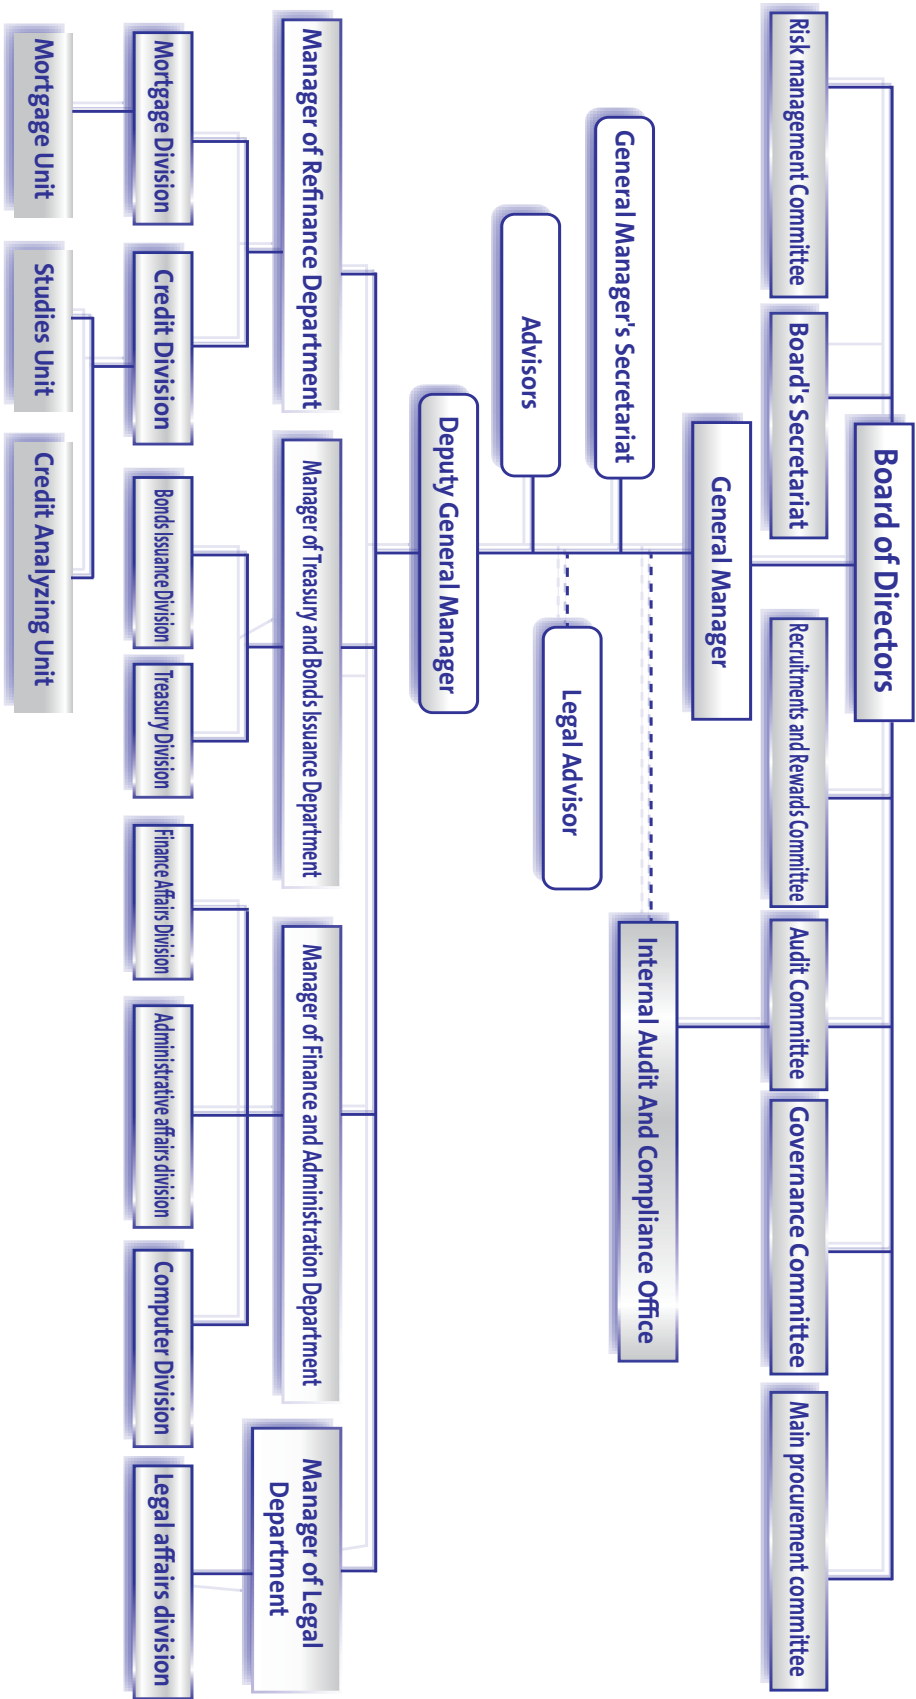 Board of Directors
Risk management Committee
Board's Secretariat
Recruitments and Rewards Committee
Audit Committee
Governance Committee
Main procurement committee
General Manager
Internal Audit And Compliance Office
General Manager's Secretariat
Legal Advisor
Advisors
Deputy General Manager
Manager of Refinance Department
Manager of Treasury and Bonds Issuance Department
Manager of Finance and Administration Department
Manager of Legal
Department
Mortgage Division
Credit Division
Bonds Issuance Division
Treasury Division
Finance Affairs Division
Administrative affairs division
Computer Division
Legal affairs division
Mortgage Unit
Studies Unit
Credit Analyzing Unit